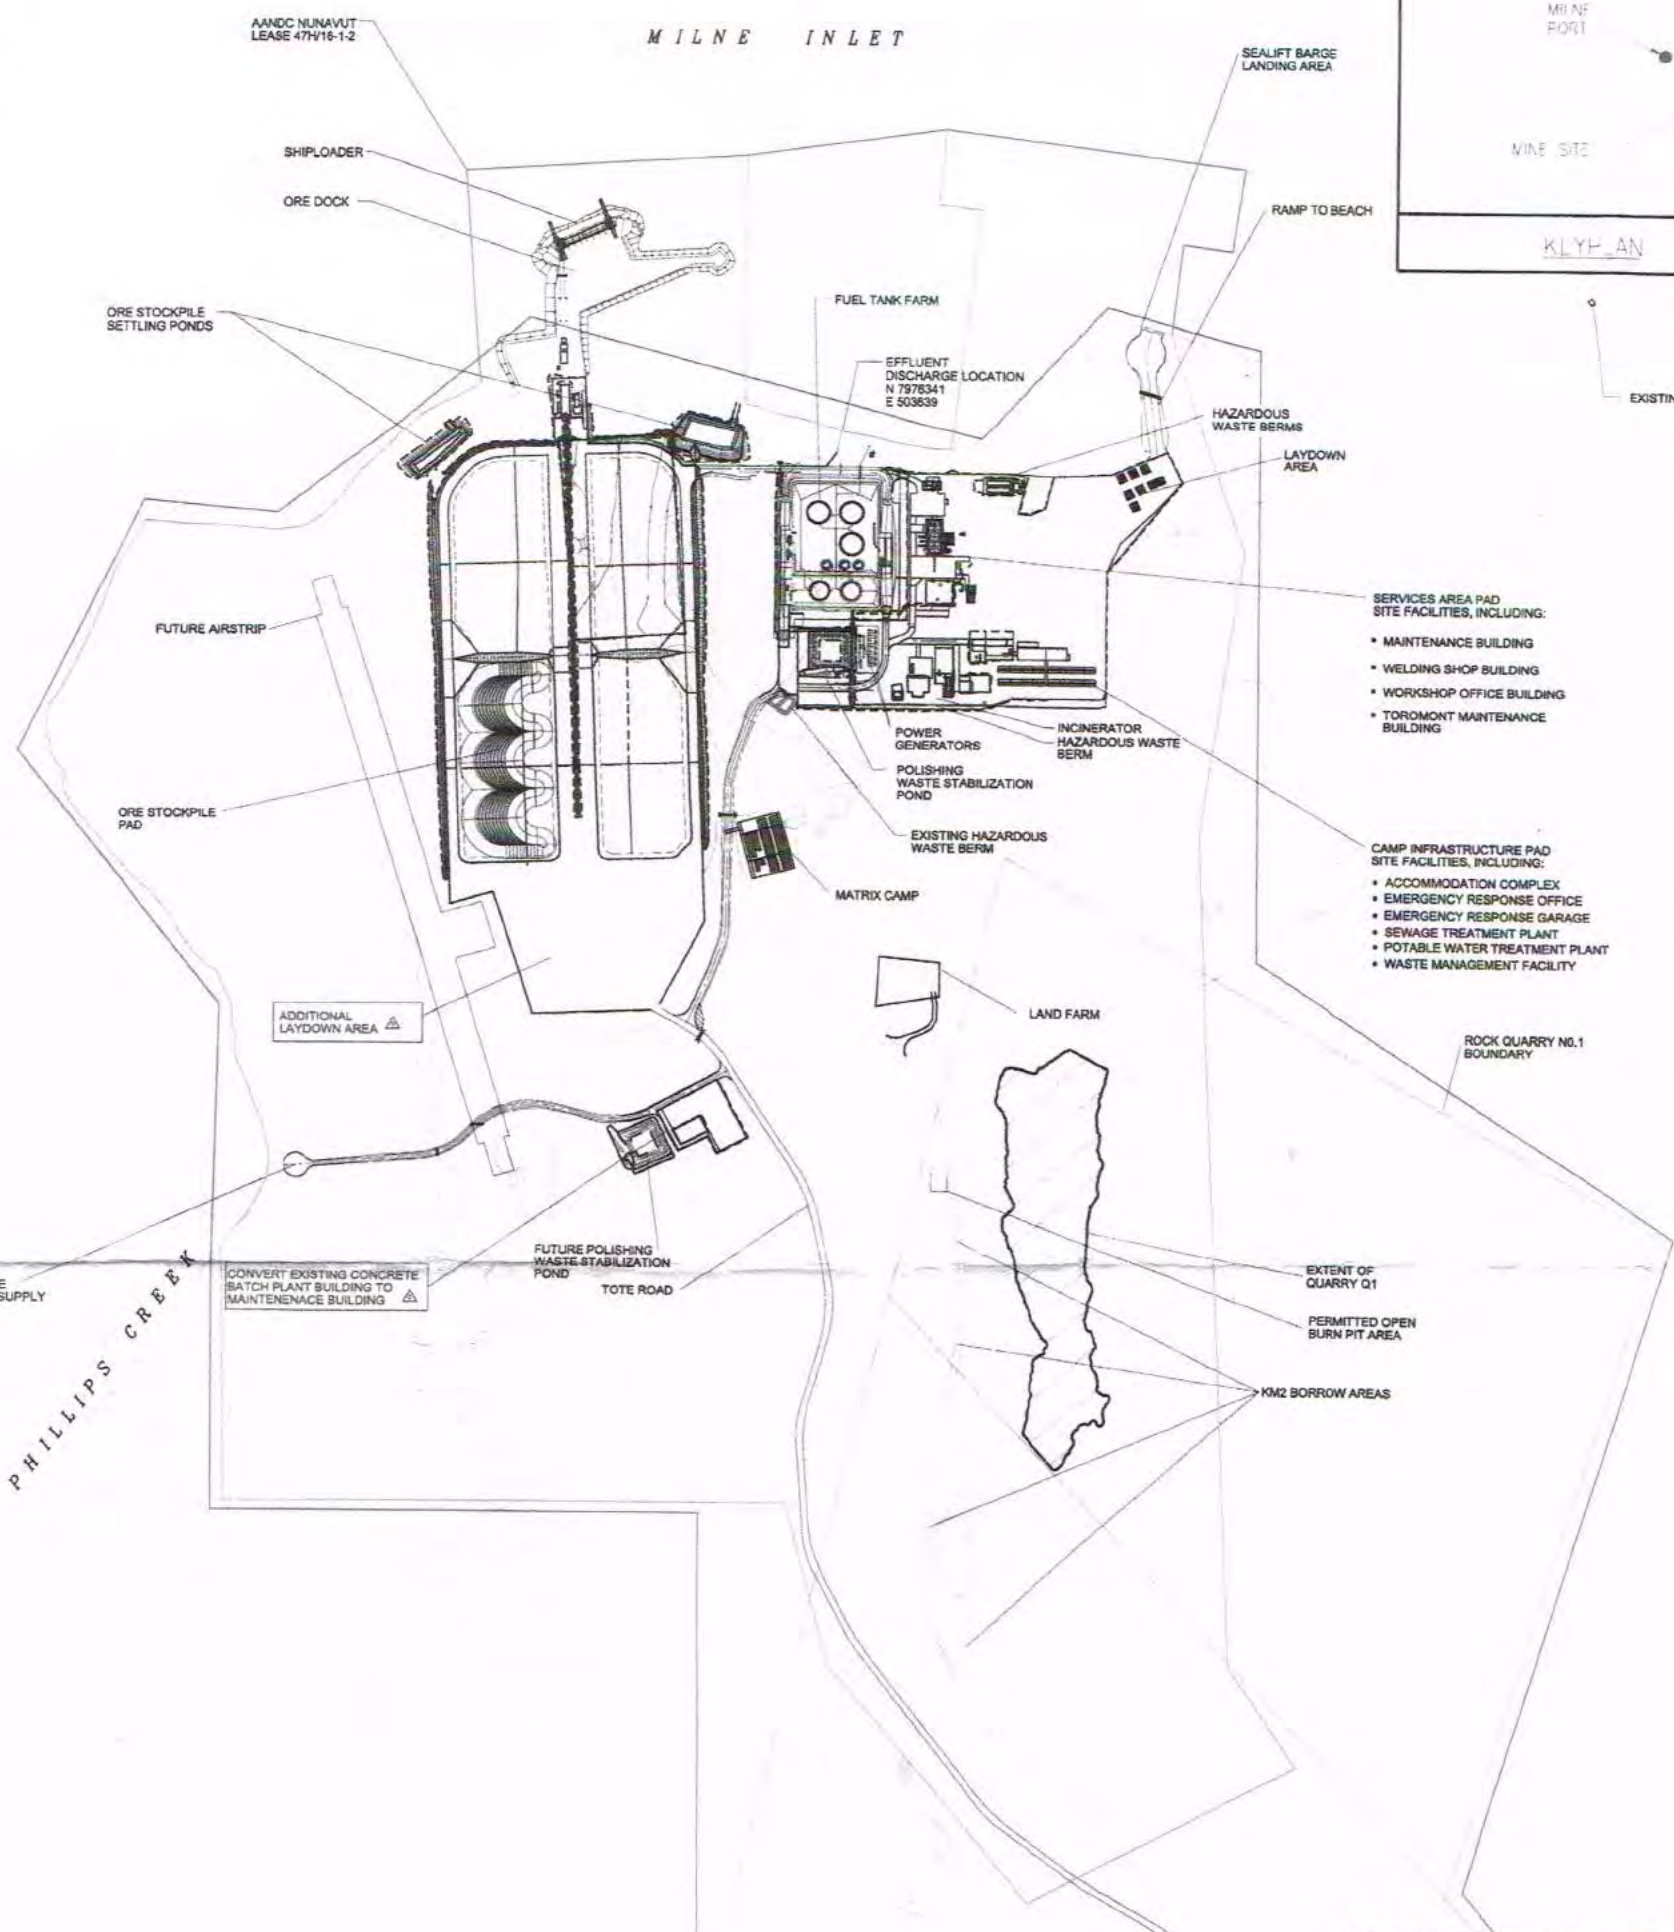 AANDC NUNAVUT
LEASE 47H/16-1-2
MILNE INLET
MILNE
PORT
SEALIFT BARGE
LANDING AREA
SHIPLOADER
MINE SITE
ORE DOCK
RAMP TO BEACH
ORE STOCKPILE
SETTLING PONDS
FUEL TANK FARM
EFFLUENT
DISCHARGE LOCATION
N 7976341
E 503639
HAZARDOUS
WASTE BERMS
LAYDOWN
AREA
SERVICES AREA PAD
SITE FACILITIES, INCLUDING:
• MAINTENANCE BUILDING
• WELDING SHOP BUILDING
• WORKSHOP OFFICE BUILDING
• TOROMONT MAINTENANCE
BUILDING
FUTURE AIRSTRIP
POWER
GENERATORS
INCINERATOR
HAZARDOUS WASTE
BERM
POLISHING
WASTE STABILIZATION
POND
ORE STOCKPILE
PAD
EXISTING HAZARDOUS
WASTE BERM
MATRIX CAMP
CAMP INFRASTRUCTURE PAD
SITE FACILITIES, INCLUDING:
• ACCOMMODATION COMPLEX
• EMERGENCY RESPONSE OFFICE
• EMERGENCY RESPONSE GARAGE
• SEWAGE TREATMENT PLANT
• POTABLE WATER TREATMENT PLANT
• WASTE MANAGEMENT FACILITY
ADDITIONAL
LAYDOWN AREA
LAND FARM
ROCK QUARRY N0.1
BOUNDARY
FUTURE POLISHING
WASTE STABILIZATION
POND
TOTE ROAD
CONVERT EXISTING CONCRETE
BATCH PLANT BUILDING TO
MAINTENENACE BUILDING
SUPPLY
PHILLIPS CREEK
EXTENT OF
QUARRY Q1
PERMITTED OPEN
BURN PIT AREA
KM2 BORROW AREAS